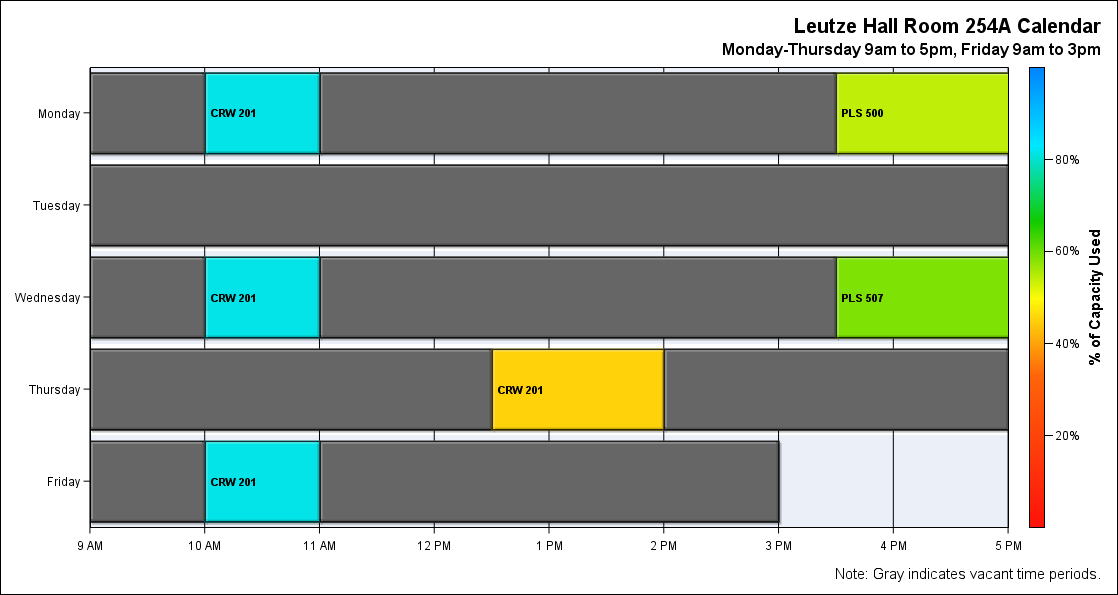 Leutze Hall Room 254A Calendar
Monday-Thursday 9am to 5pm, Friday 9am to 3pm
Monday
CRW 201
PLS 500
Tuesday
Wednesday
CRW 201
PLS 507
Thursday
CRW 201
Friday
CRW 201
9 AM 10 AM 11 AM 12 PM 1 PM 2 PM 3 PM 4 PM 5 PM
80%
60%
40%
20%
% of Capacity Used
Note: Gray indicates vacant time periods.